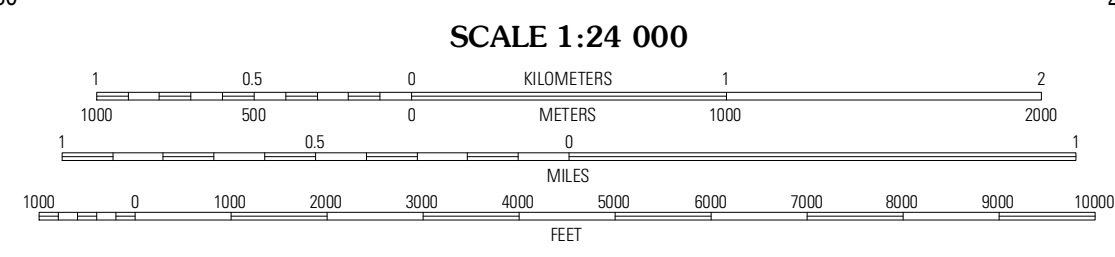 SCALE 1:24 000
1 0.5 0 KILOMETERS 1 2
1000 500 0 METERS 1000 2000
1 0.5 0 1
MILES
1000 0 1000 2000 3000 4000 5000 6000 7000 8000 9000 10000
FEET